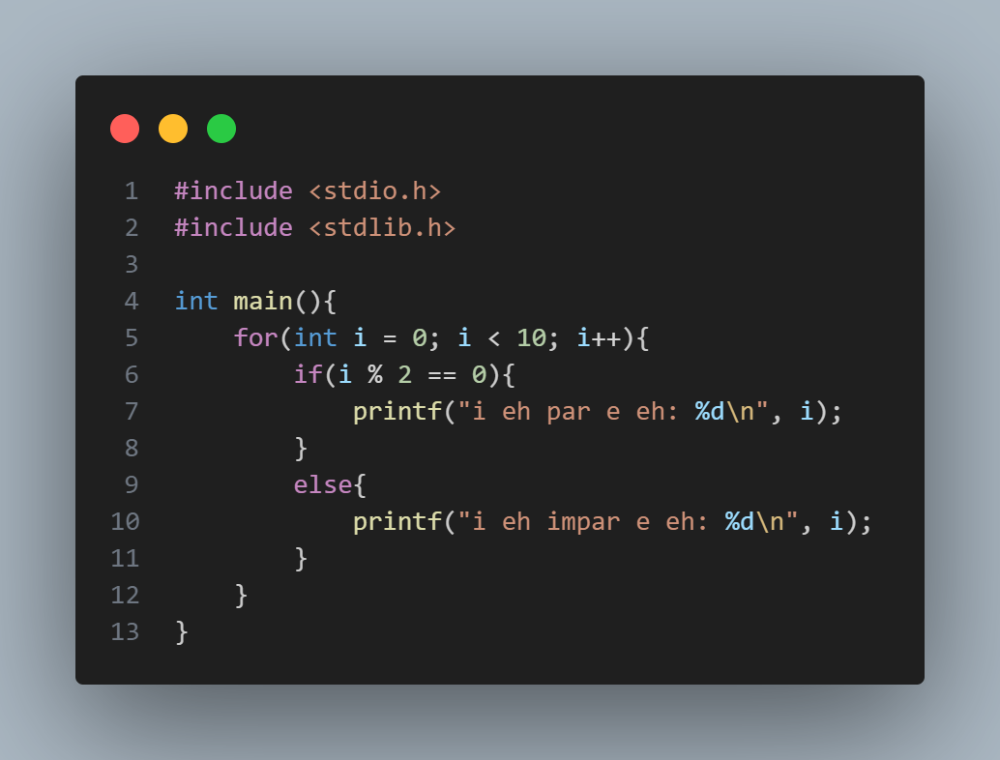 1 #include <stdio.h>
2 #include <stdlib.h>
3
4 int main(){
5     for(int i = 0; i < 10; i++){
6         if(i % 2 == 0){
7             printf("i eh par e eh: %d\n", i);
8         }
9         else{
10             printf("i eh impar e eh: %d\n", i);
11         }
12     }
13 }